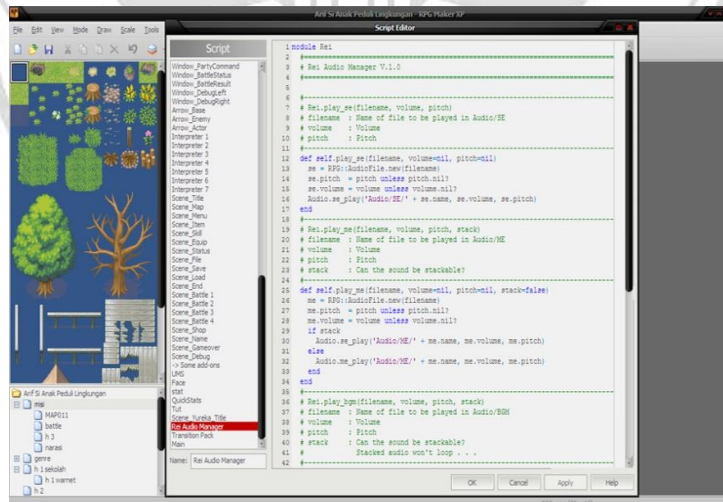 Arif Si Anak Peduli Lingkungan - RPG Maker XP
File Edit View Mode Draw Scale Tools
Script Editor
Script
Window_PartyCommand
Window_BattleStatus
Window_BattleResult
Window_DebugLeft
Window_DebugRight
Arrow_Base
Arrow_Enemy
Arrow_Actor
Interpreter 1
Interpreter 2
Interpreter 3
Interpreter 4
Interpreter 5
Interpreter 6
Interpreter 7
Scene_Title
Scene_Map
Scene_Menu
Scene_Item
Scene_Skill
Scene_Equip
Scene_Status
Scene_File
Scene_Save
Scene_Load
Scene_End
Scene_Battle 1
Scene_Battle 2
Scene_Battle 3
Scene_Battle 4
Scene_Shop
Scene_Name
Scene_Gameover
Scene_Debug
-> Some add-ons
UMS
Face
stat
QuickStats
Tut
Scene_Yureka_Title
Rei Audio Manager
Transition Pack
Main
Name: Rei Audio Manager
1 module Rei
2 #==============================================================================
3 # Rei Audio Manager V.1.0
4 #==============================================================================
5
6 #------------------------------------------------------------------------------
7 # Rei.play_se(filename, volume, pitch)
8 # filename : Name of file to be played in Audio/SE
9 # volume : Volume
10 # pitch : Pitch
11 #------------------------------------------------------------------------------
12 def self.play_se(filename, volume=nil, pitch=nil)
13 se = RPG::AudioFile.new(filename)
14 se.pitch = pitch unless pitch.nil?
15 se.volume = volume unless volume.nil?
16 Audio.se_play('Audio/SE/' + se.name, se.volume, se.pitch)
17 end
18 #------------------------------------------------------------------------------
19 # Rei.play_me(filename, volume, pitch, stack)
20 # filename : Name of file to be played in Audio/ME
21 # volume : Volume
22 # pitch : Pitch
23 # stack : Can the sound be stackable?
24 #------------------------------------------------------------------------------
25 def self.play_me(filename, volume=nil, pitch=nil, stack=false)
26 me = RPG::AudioFile.new(filename)
27 me.pitch = pitch unless pitch.nil?
28 me.volume = volume unless volume.nil?
29 if stack
30 Audio.se_play('Audio/ME/' + me.name, me.volume, me.pitch)
31 else
32 Audio.me_play('Audio/ME/' + me.name, me.volume, me.pitch)
33 end
34 end
35 #------------------------------------------------------------------------------
36 # Rei.play_bgm(filename, volume, pitch, stack)
37 # filename : Name of file to be played in Audio/BGM
38 # volume : Volume
39 # pitch : Pitch
40 # stack : Can the sound be stackable?
41 # Stacked audio won't loop . . .
42 #------------------------------------------------------------------------------
OK Cancel Apply Help
Arif Si Anak Peduli Lingkungan
misi
MAP011
battle
h 3
narasi
genre
h 1 sekolah
h 1 warnet
h 2